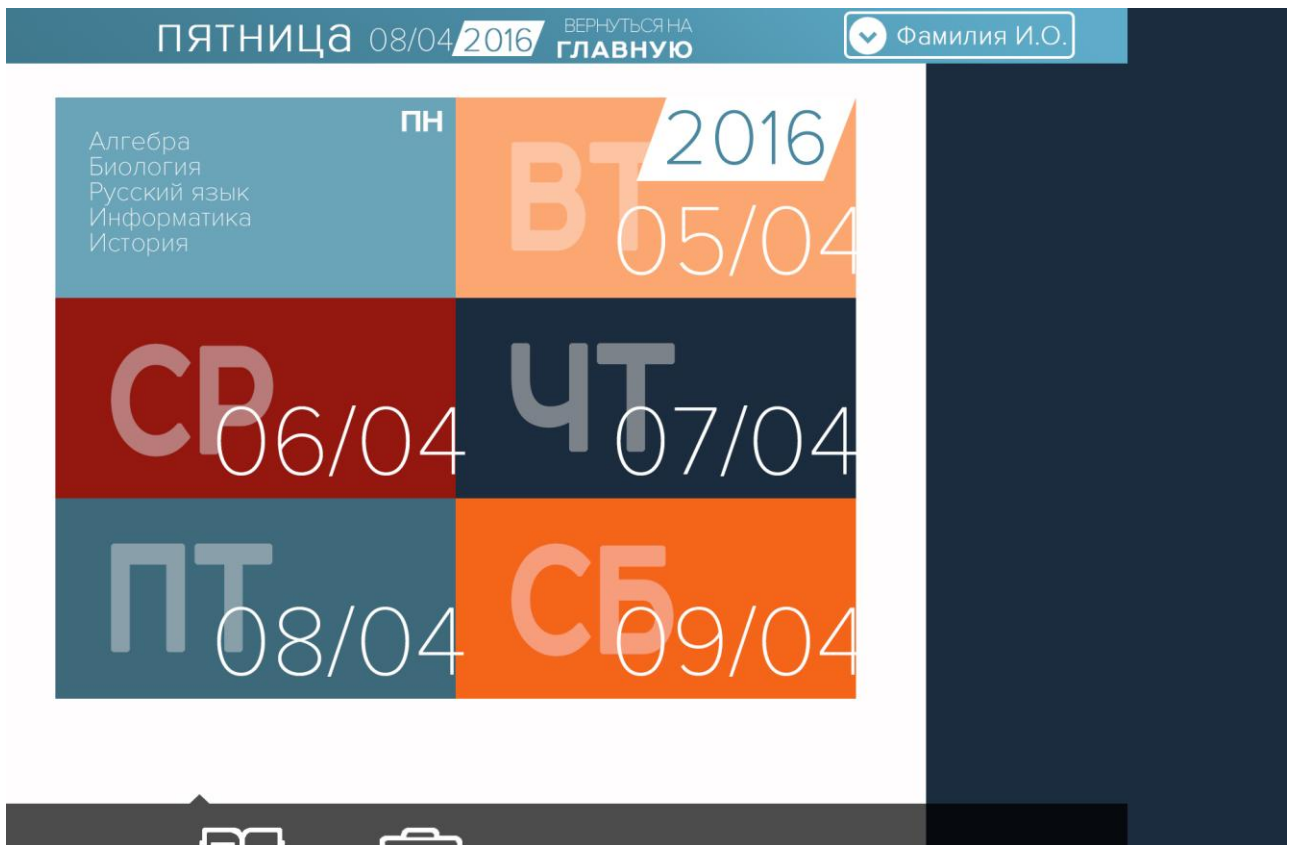 ПЯТНИЦА 08/04 2016
ВЕРНУТЬСЯ НА
ГЛАВНУЮ
Фамилия И.О.
ПН
Алгебра
Биология
Русский язык
Информатика
История
ВТ
2016
05/04
СР
06/04
ЧТ
07/04
ПТ
08/04
СБ
09/04